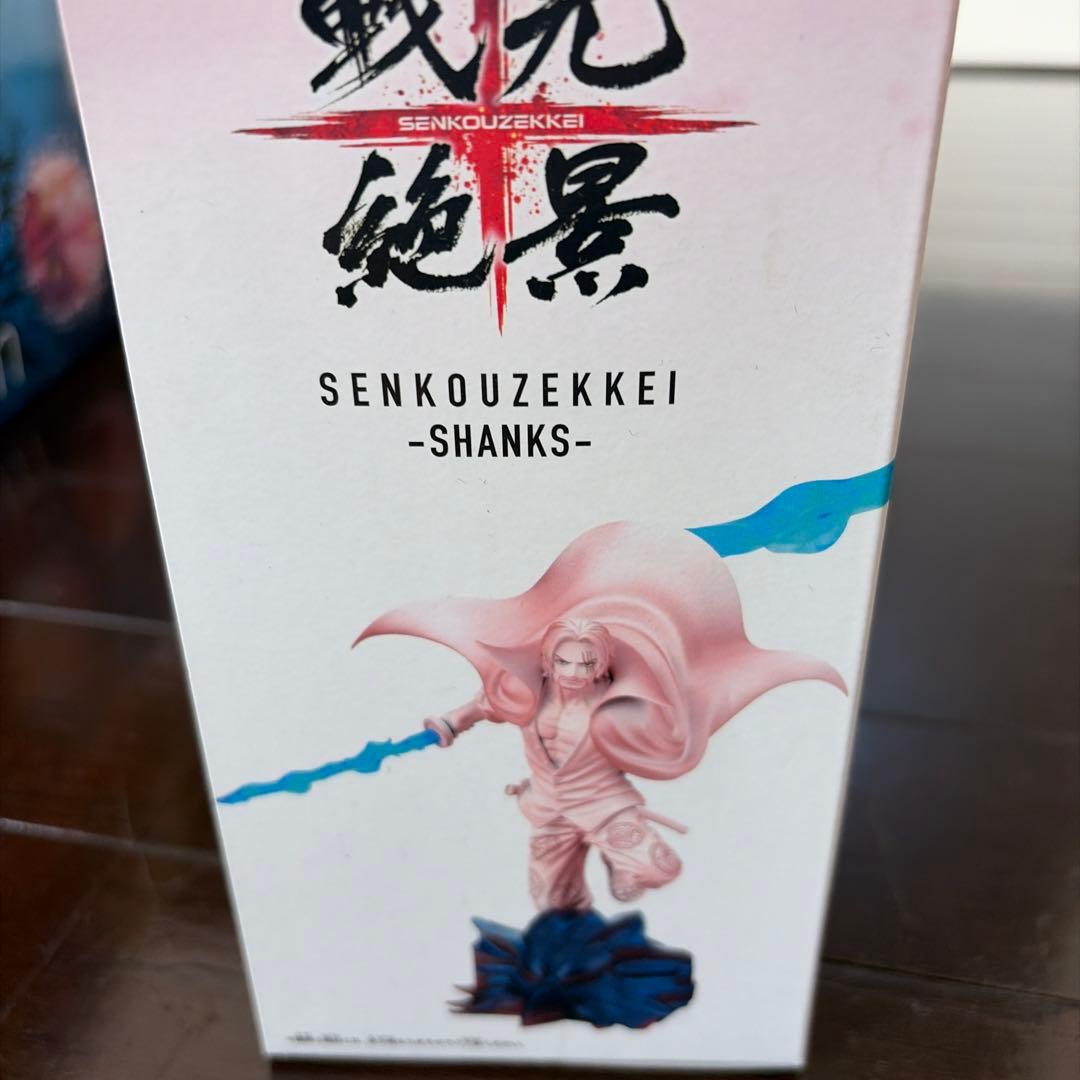 戦光
SENKOUZEKKEI
絶景
SENKOUZEKKEI
-SHANKS-
n